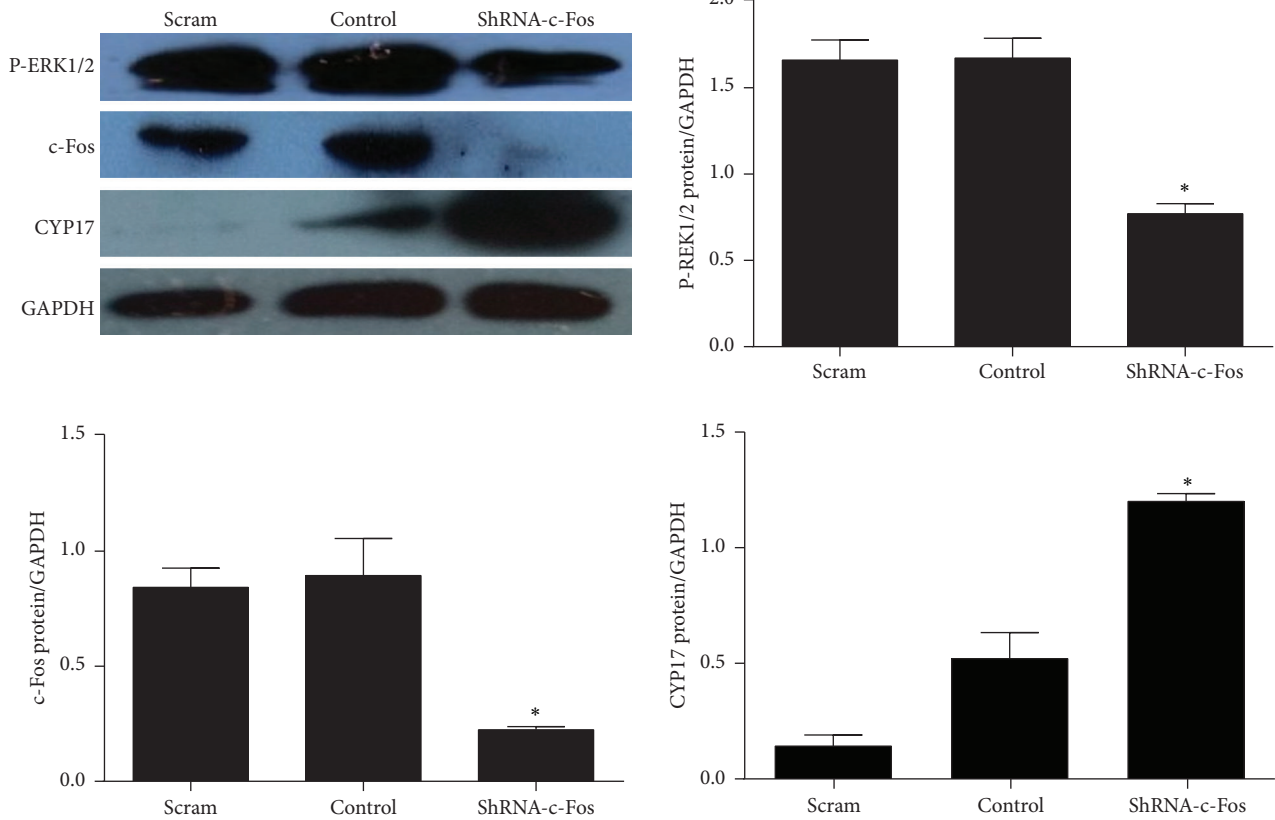 Scram Control ShRNA-c-Fos
P-ERK1/2
c-Fos
CYP17
GAPDH
2.0
1.5
1.0
0.5
0.0
P-REK1/2 protein/GAPDH
*
Scram Control ShRNA-c-Fos
1.5
1.0
0.5
0.0
c-Fos protein/GAPDH
*
Scram Control ShRNA-c-Fos
1.5
1.0
0.5
0.0
CYP17 protein/GAPDH
*
Scram Control ShRNA-c-Fos